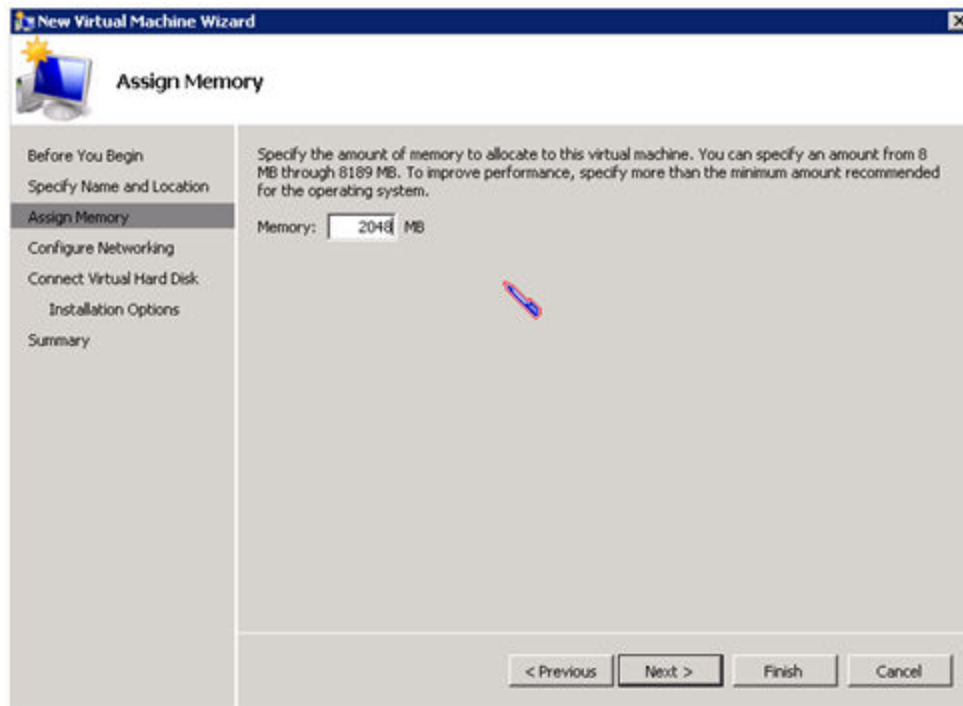 New Virtual Machine Wizard
Assign Memory
Before You Begin
Specify Name and Location
Assign Memory
Configure Networking
Connect Virtual Hard Disk
Installation Options
Summary
Specify the amount of memory to allocate to this virtual machine. You can specify an amount from 8
MB through 8189 MB. To improve performance, specify more than the minimum amount recommended
for the operating system.
Memory: 2048 MB
< Previous
Next >
Finish
Cancel